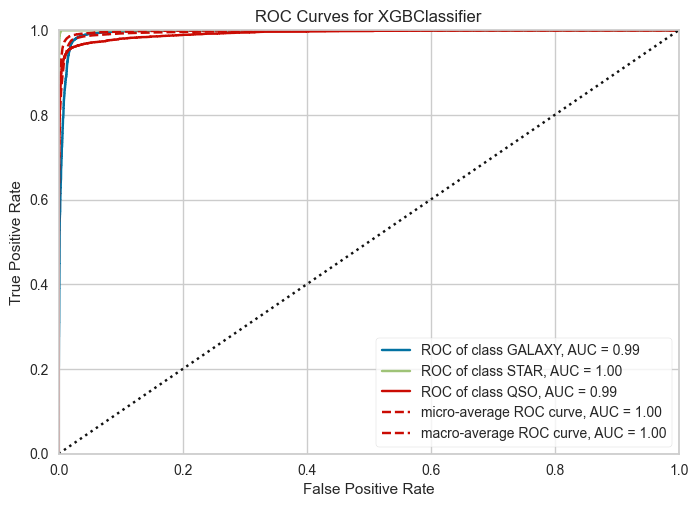 ROC Curves for XGBClassifier
1.0
0.8
0.6
0.4
0.2
0.0
True Positive Rate
ROC of class GALAXY, AUC = 0.99
ROC of class STAR, AUC = 1.00
ROC of class QSO, AUC = 0.99
micro-average ROC curve, AUC = 1.00
macro-average ROC curve, AUC = 1.00
0.0 0.2 0.4 0.6 0.8 1.0
False Positive Rate